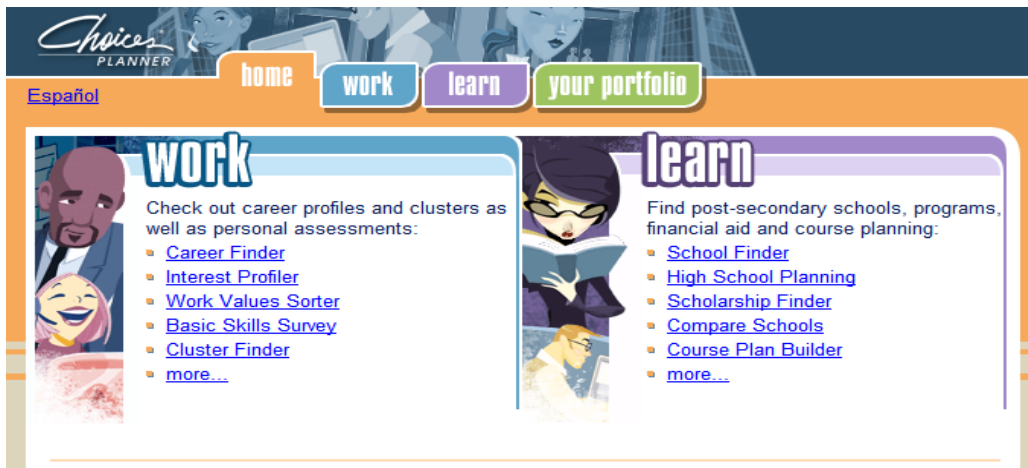 Choices
PLANNER
home
work
learn
your portfolio
Español
work
Check out career profiles and clusters as
well as personal assessments:
Career Finder
Interest Profiler
Work Values Sorter
Basic Skills Survey
Cluster Finder
more...
learn
Find post-secondary schools, programs,
financial aid and course planning:
School Finder
High School Planning
Scholarship Finder
Compare Schools
Course Plan Builder
more...